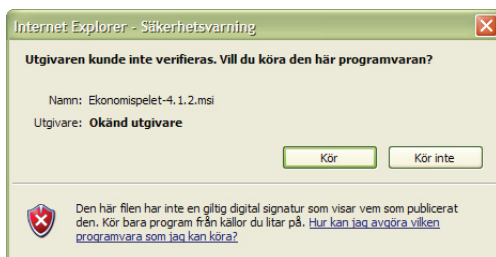 Internet Explorer - Säkerhetsvarning
Utgivaren kunde inte verifieras. Vill du köra den här programvaran?
Namn: Ekonomispelet-4.1.2.msi
Utgivare: Okänd utgivare
Kör Kör inte
Den här filen har inte en giltig digital signatur som visar vem som publicerat
den. Kör bara program från källor du litar på. Hur kan jag avgöra vilken
programvara som jag kan köra?